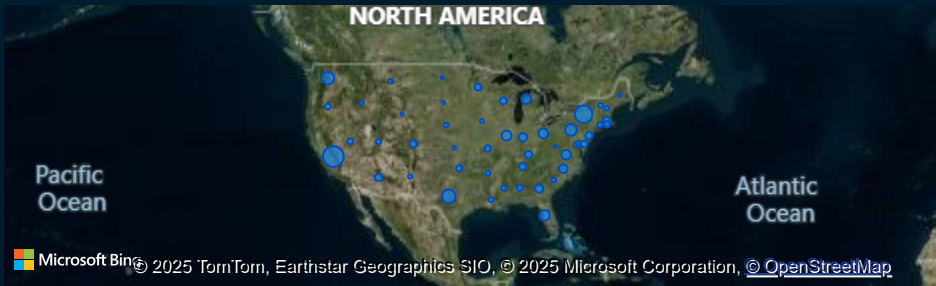 NORTH AMERICA
Pacific
Ocean
Atlantic
Ocean
Microsoft Bing
© 2025 TomTom, Earthstar Geographics SIO, © 2025 Microsoft Corporation, © OpenStreetMap